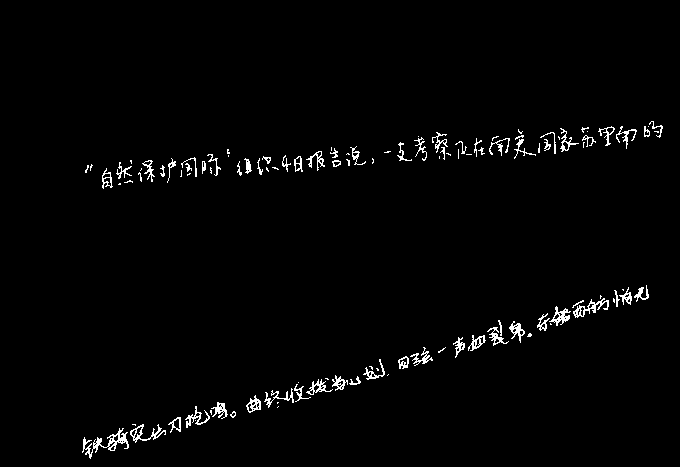 “自然保护国际”组织4日报告说,一支考察队在南美国家苏里南的
铁骑突出刀枪鸣。曲终收拨当心划,四弦一声如裂帛。东船西舫悄无